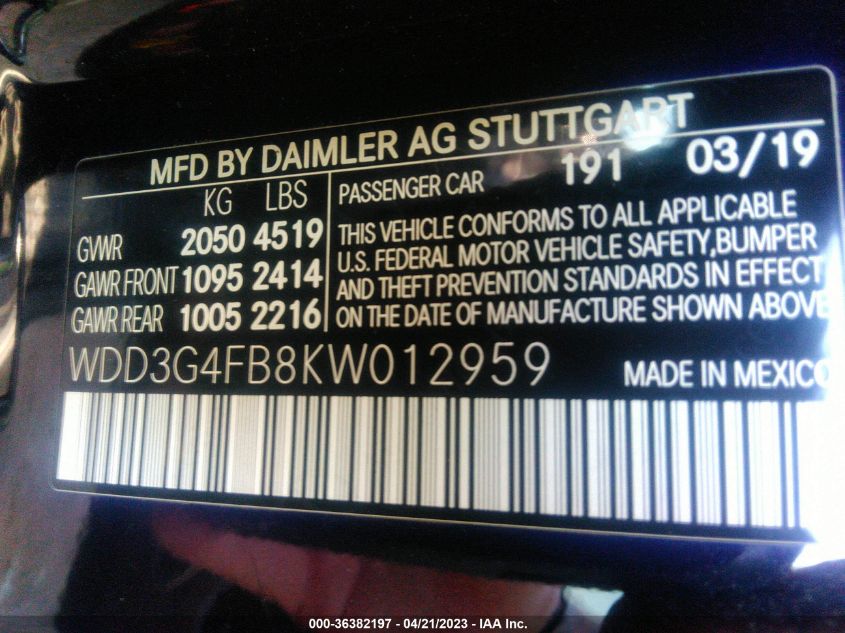 MFD BY DAIMLER AG STUTTGART
KG LBS
GVWR 2050 4519
GAWR FRONT 1095 2414
GAWR REAR 1005 2216
PASSENGER CAR 191 03/19
THIS VEHICLE CONFORMS TO ALL APPLICABLE
U.S. FEDERAL MOTOR VEHICLE SAFETY,BUMPER
AND THEFT PREVENTION STANDARDS IN EFFECT
ON THE DATE OF MANUFACTURE SHOWN ABOVE
WDD3G4FB8KW012959
MADE IN MEXICO
000-36382197 - 04/21/2023 - IAA Inc.